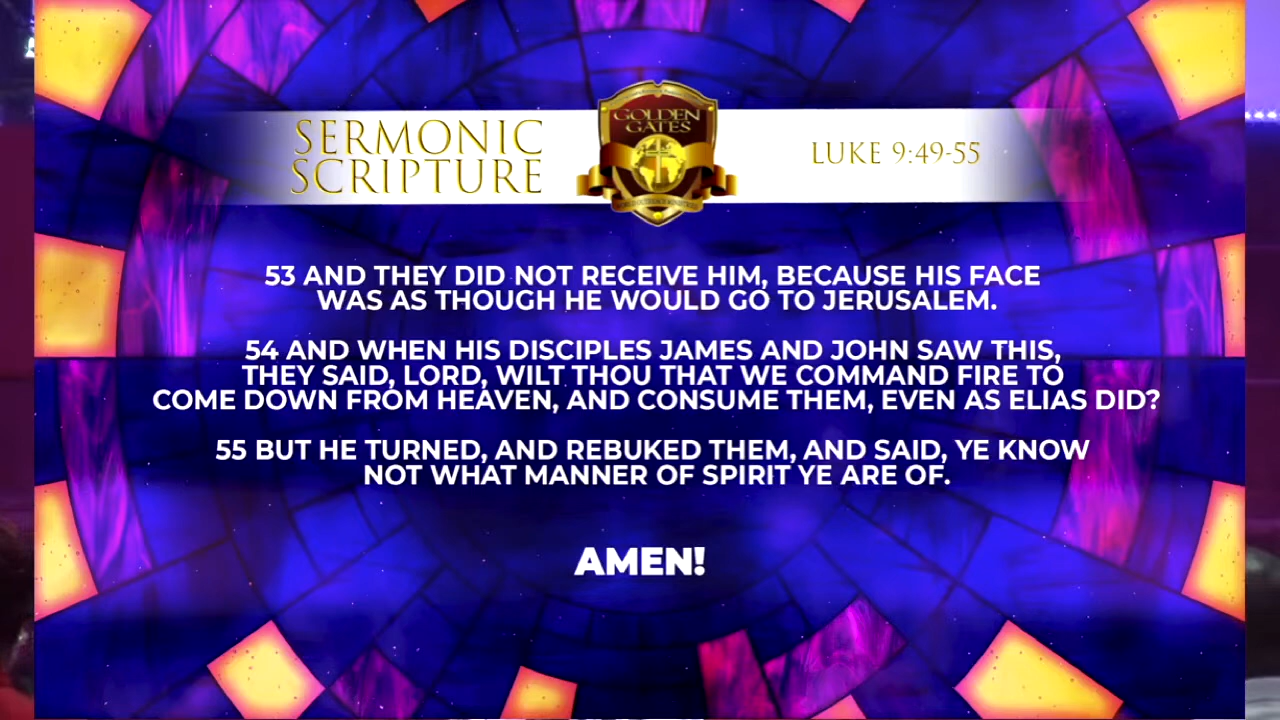 SERMONIC
SCRIPTURE
GOLDEN
GATES
LUKE 9:49-55
53 AND THEY DID NOT RECEIVE HIM, BECAUSE HIS FACE
WAS AS THOUGH HE WOULD GO TO JERUSALEM.
54 AND WHEN HIS DISCIPLES JAMES AND JOHN SAW THIS,
THEY SAID, LORD, WILT THOU THAT WE COMMAND FIRE TO
COME DOWN FROM HEAVEN, AND CONSUME THEM, EVEN AS ELIAS DID?
55 BUT HE TURNED, AND REBUKED THEM, AND SAID, YE KNOW
NOT WHAT MANNER OF SPIRIT YE ARE OF.
AMEN!